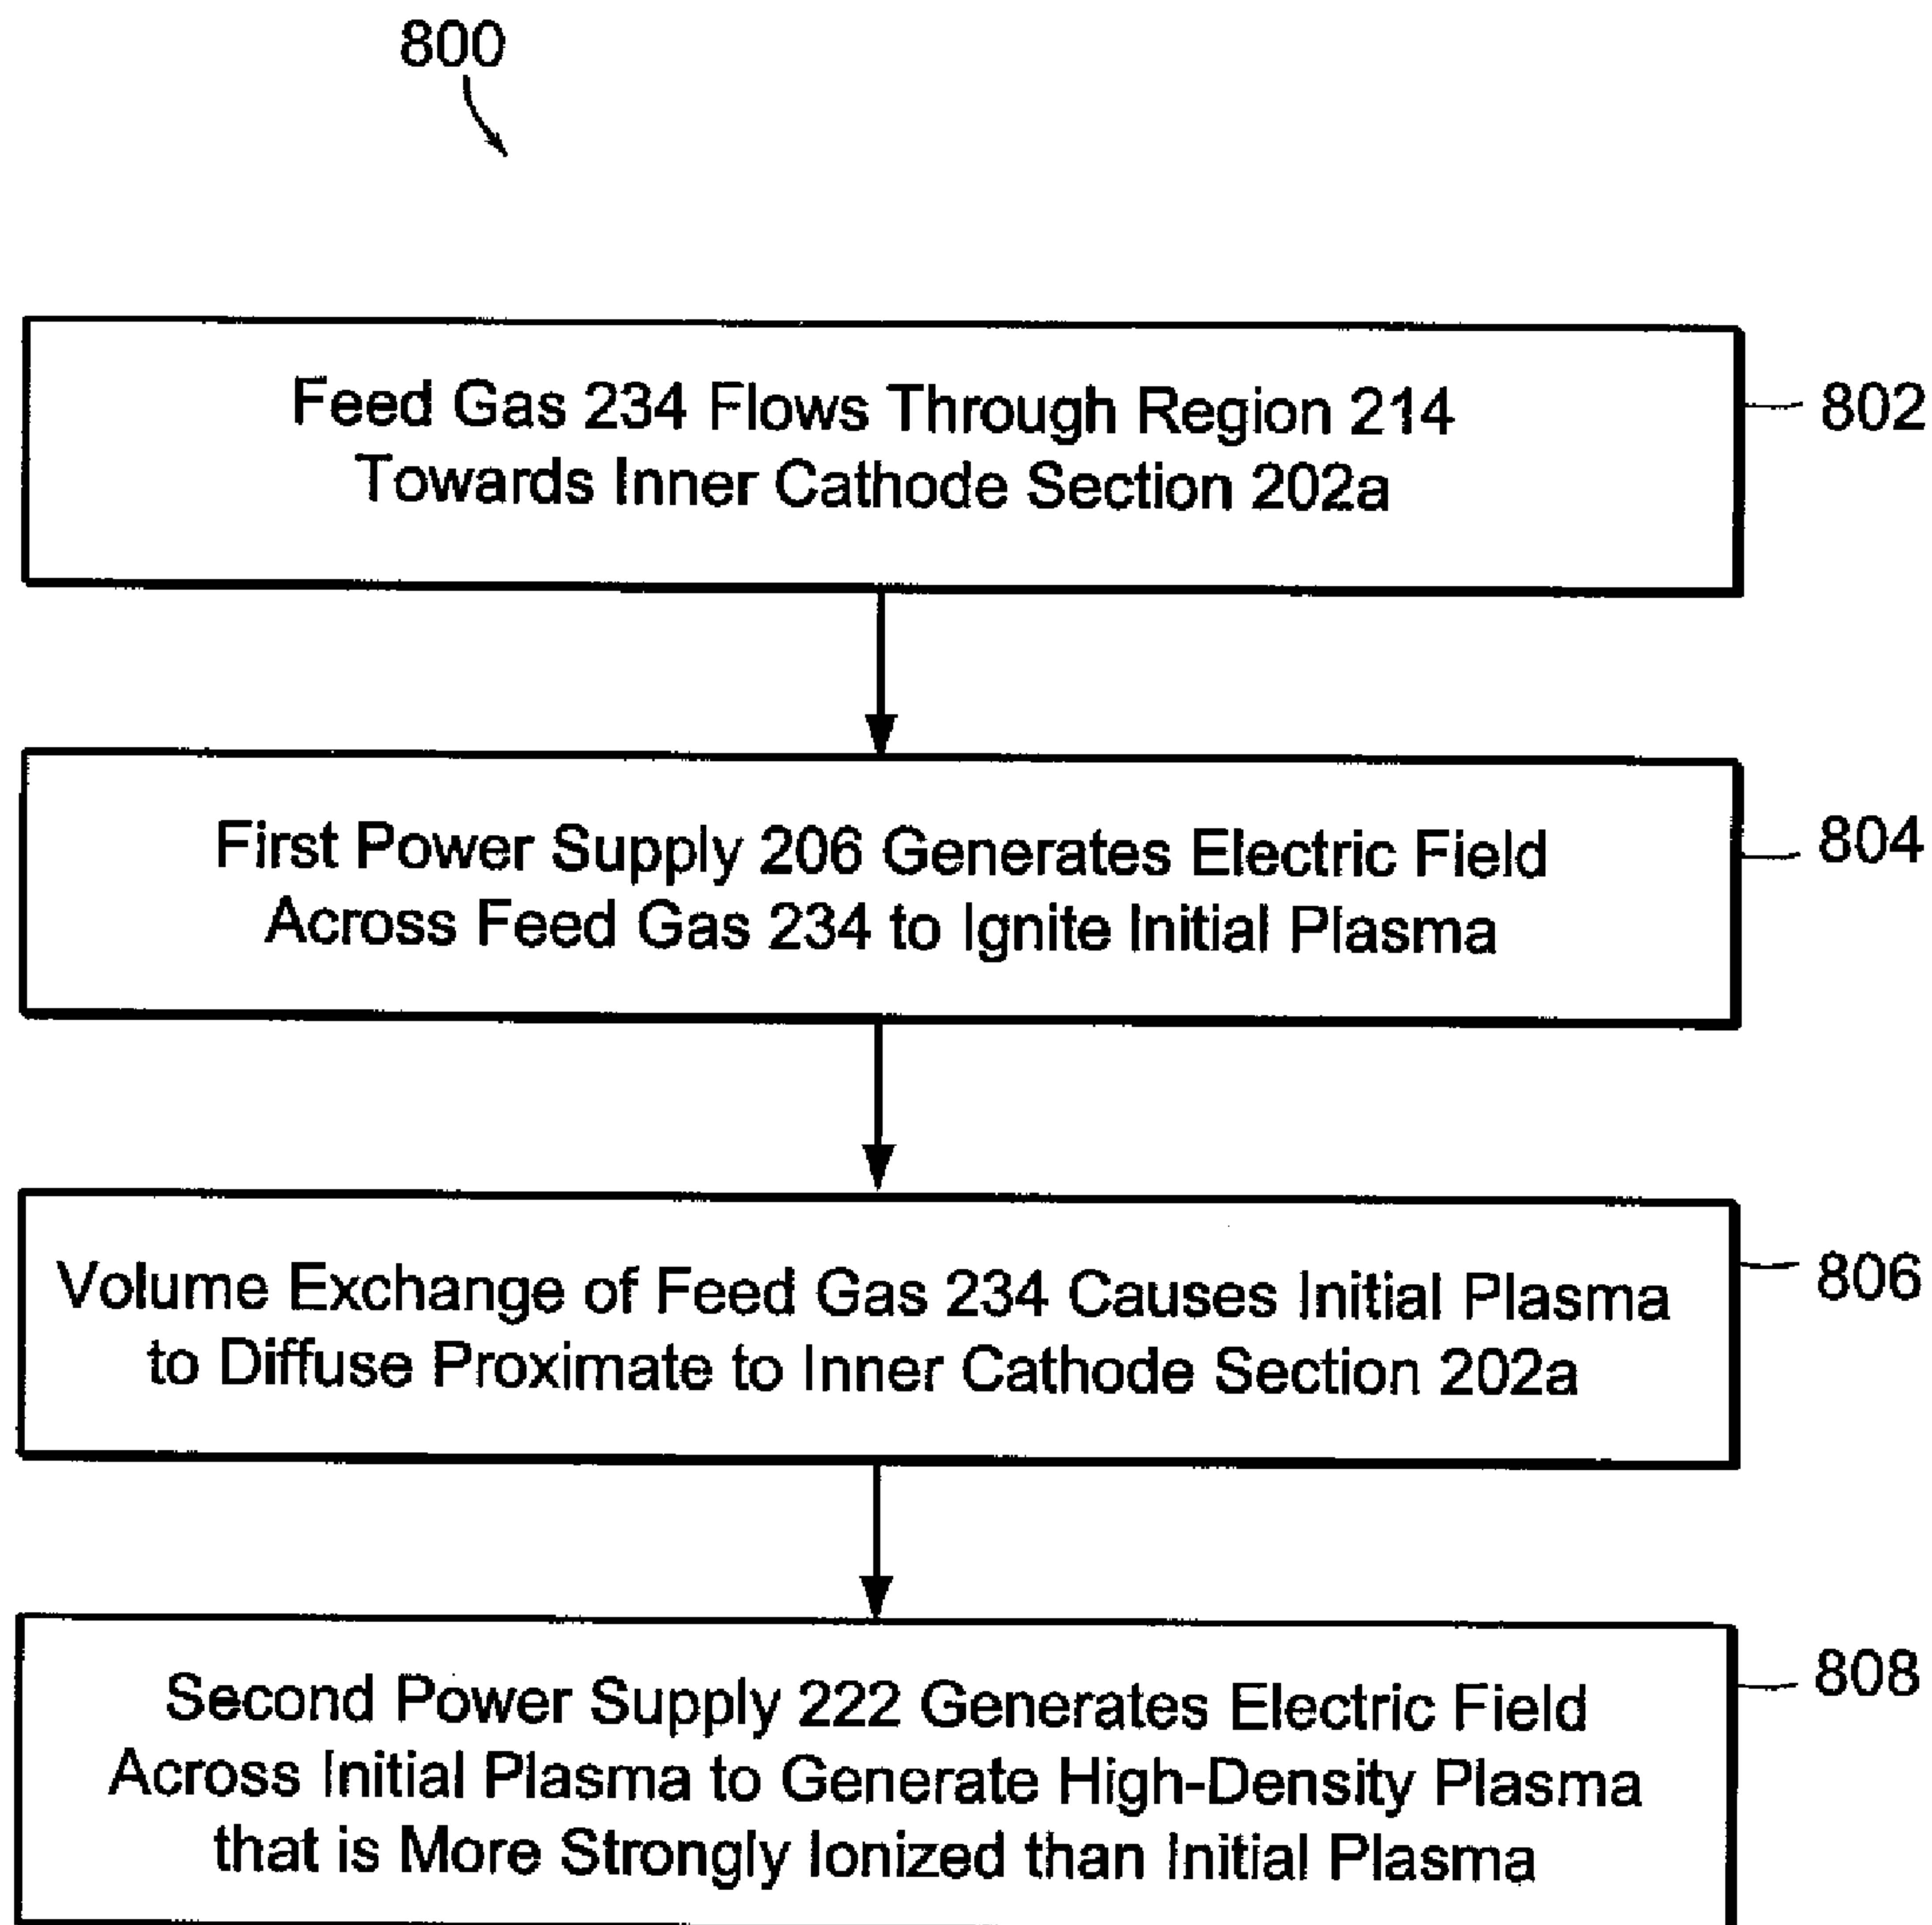 800
Feed Gas 234 Flows Through Region 214
Towards Inner Cathode Section 202a
802
First Power Supply 206 Generates Electric Field
Across Feed Gas 234 to Ignite Initial Plasma
804
Volume Exchange of Feed Gas 234 Causes Initial Plasma
to Diffuse Proximate to Inner Cathode Section 202a
806
Second Power Supply 222 Generates Electric Field
Across Initial Plasma to Generate High-Density Plasma
that is More Strongly Ionized than Initial Plasma
808